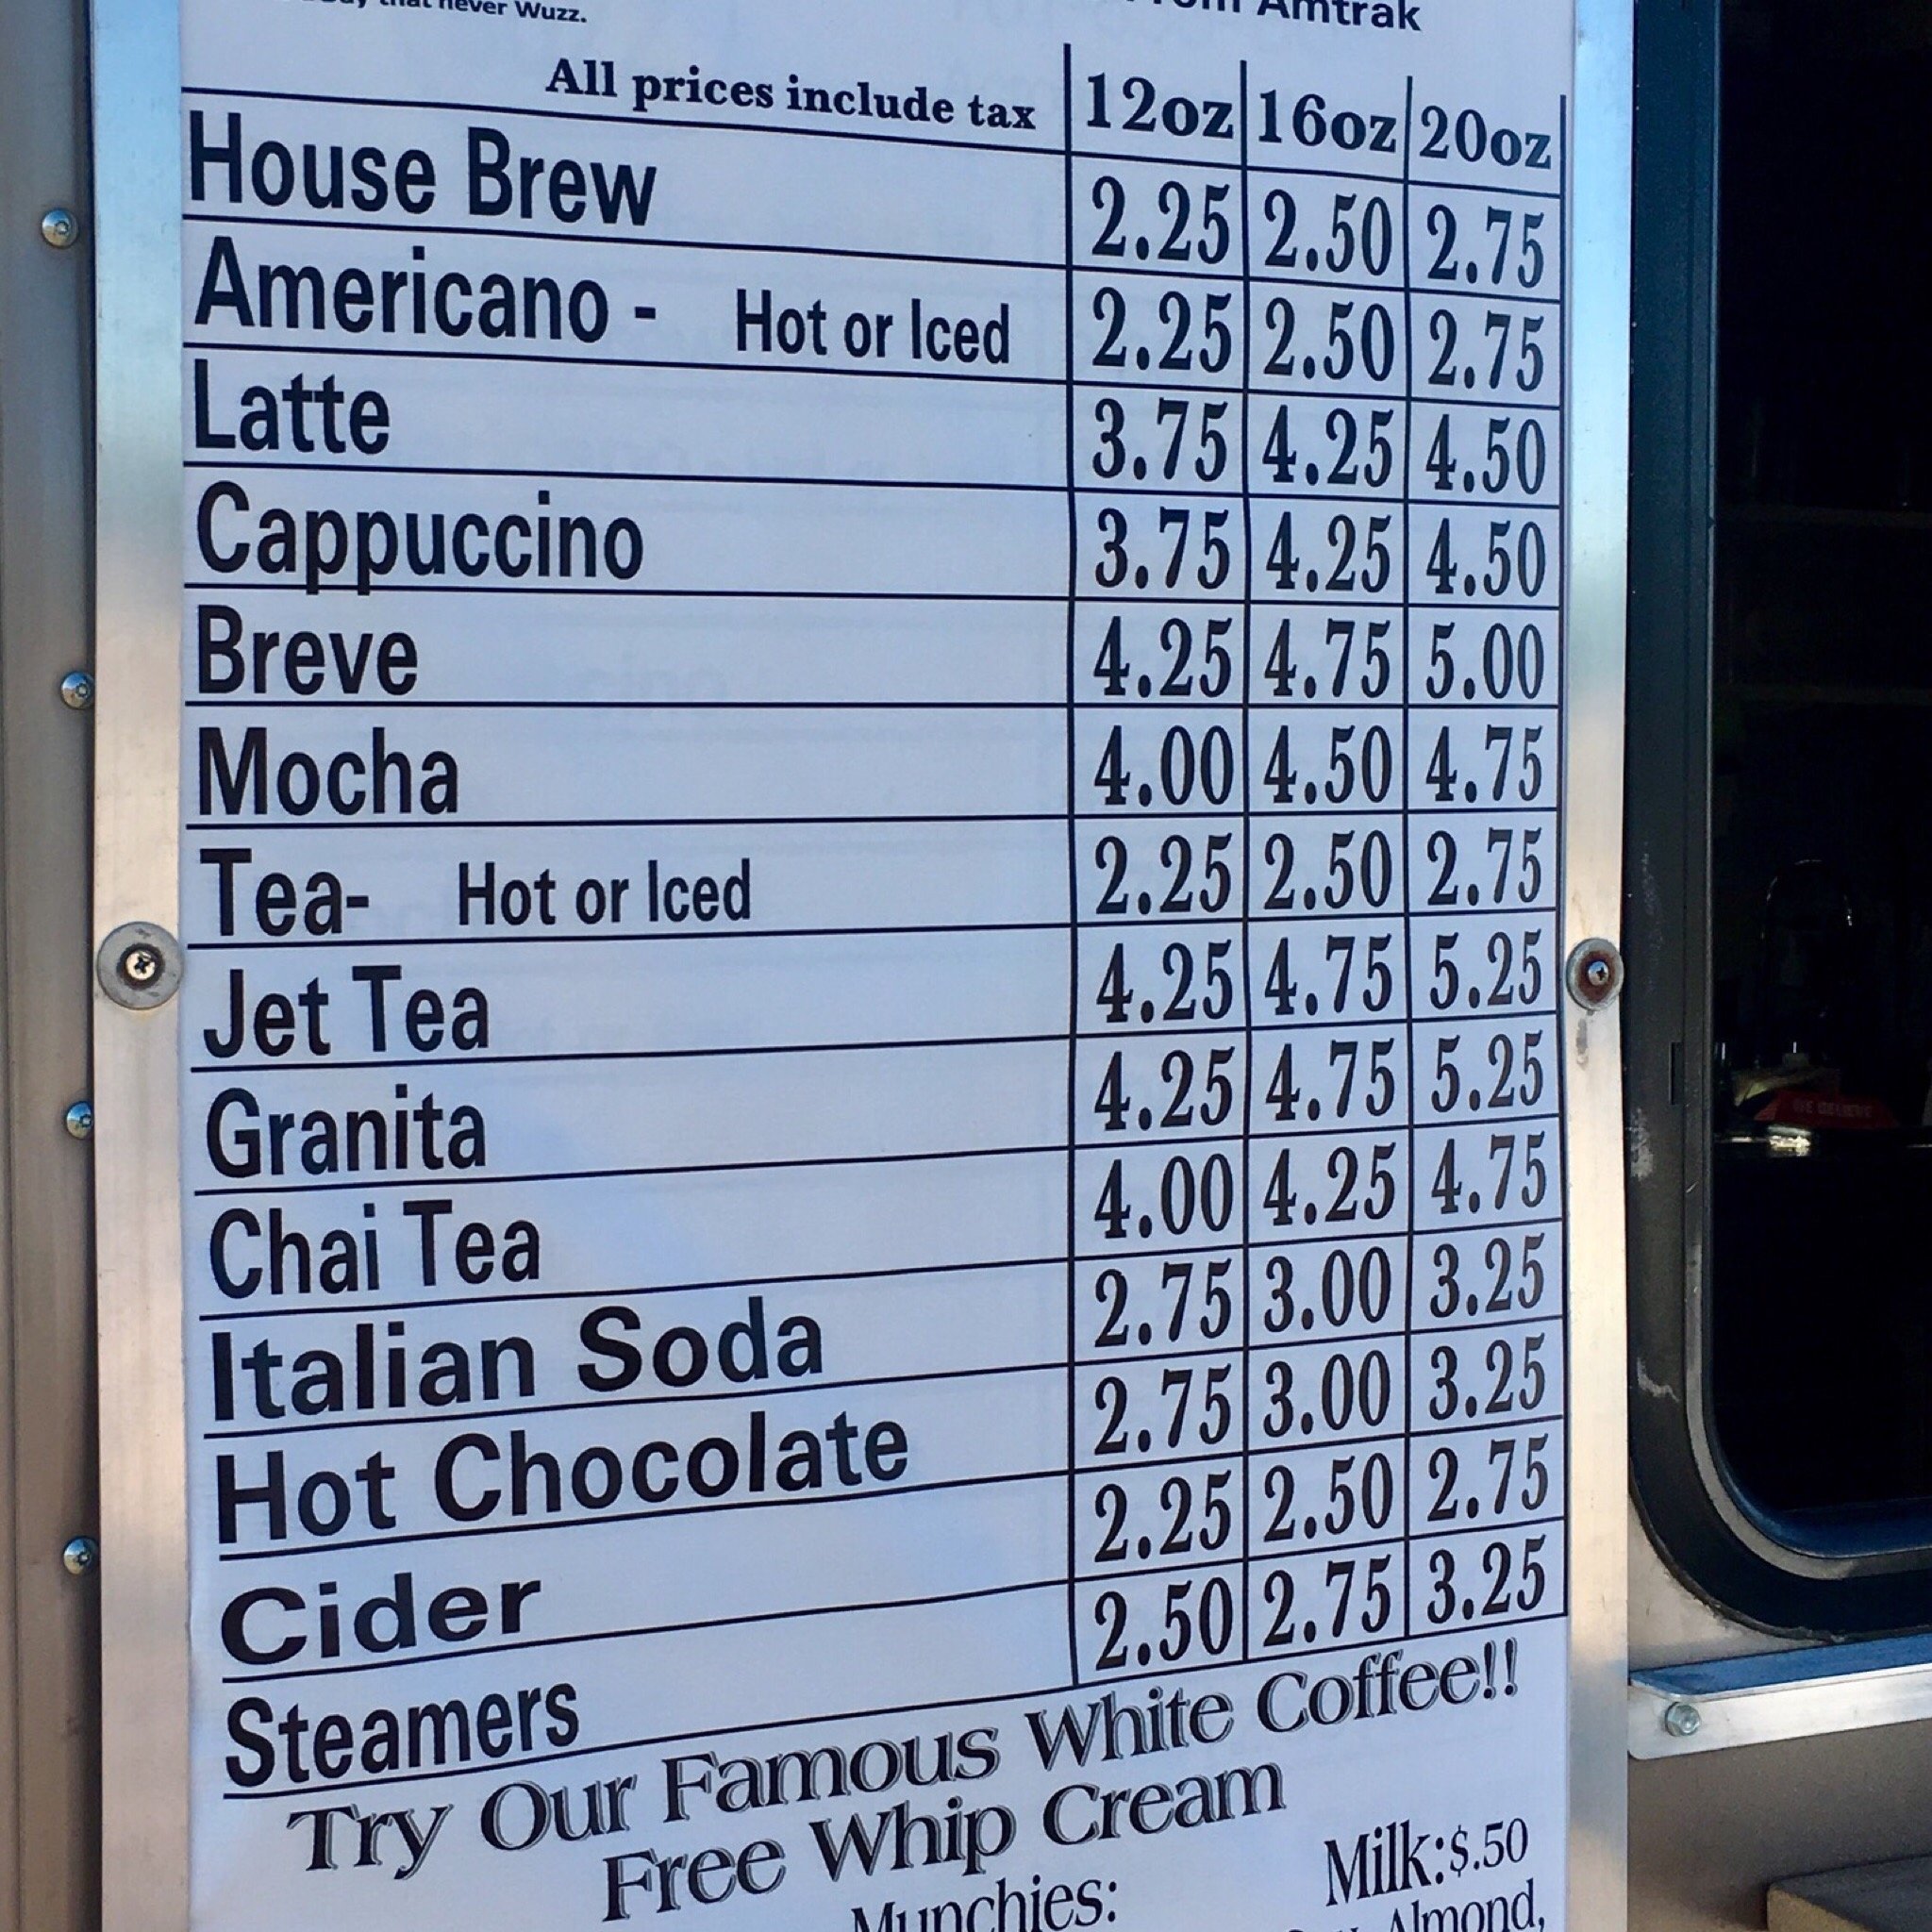 that never Wuzz.
Amtrak
All prices include tax 12oz 16oz 20oz
House Brew 2.25 2.50 2.75
Americano - Hot or Iced 2.25 2.50 2.75
Latte 3.75 4.25 4.50
Cappuccino 3.75 4.25 4.50
Breve 4.25 4.75 5.00
Mocha 4.00 4.50 4.75
Tea- Hot or Iced 2.25 2.50 2.75
Jet Tea 4.25 4.75 5.25
Granita 4.25 4.75 5.25
Chai Tea 4.00 4.25 4.75
Italian Soda 2.75 3.00 3.25
Hot Chocolate 2.75 3.00 3.25
Cider 2.25 2.50 2.75
Steamers 2.50 2.75 3.25
Try Our Famous White Coffee!!
Free Whip Cream
Munchies:
Milk:$.50
Almond,